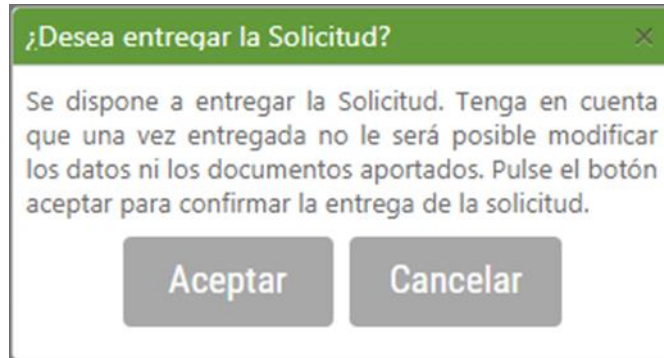 ¿Desea entregar la Solicitud?
Se dispone a entregar la Solicitud. Tenga en cuenta
que una vez entregada no le será posible modificar
los datos ni los documentos aportados. Pulse el botón
aceptar para confirmar la entrega de la solicitud.
Aceptar Cancelar